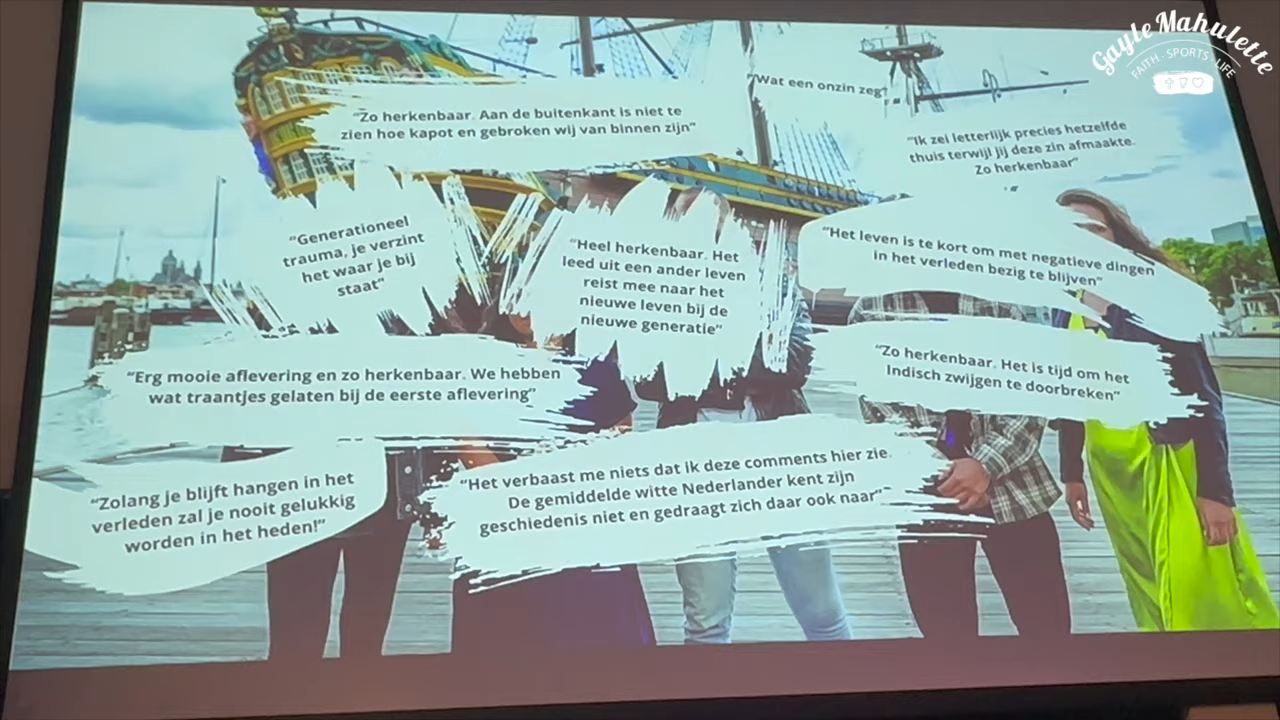 Gayle Mahulette
FAITH · SPORTS · LIFE
"Wat een onzin zeg"
"Zo herkenbaar. Aan de buitenkant is niet te
zien hoe kapot en gebroken wij van binnen zijn"
"Ik zei letterlijk precies hetzelfde
thuis terwijl jij deze zin afmaakte.
Zo herkenbaar"
"Generationeel
trauma, je verzint
het waar je bij
staat"
"Heel herkenbaar. Het
leed uit een ander leven
reist mee naar het
nieuwe leven bij de
nieuwe generatie"
"Het leven is te kort om met negatieve dingen
in het verleden bezig te blijven"
"Erg mooie aflevering en zo herkenbaar. We hebben
wat traantjes gelaten bij de eerste aflevering"
"Zo herkenbaar. Het is tijd om het
Indisch zwijgen te doorbreken"
"Zolang je blijft hangen in het
verleden zal je nooit gelukkig
worden in het heden!"
"Het verbaast me niets dat ik deze comments hier zie.
De gemiddelde witte Nederlander kent zijn
geschiedenis niet en gedraagt zich daar ook naar"